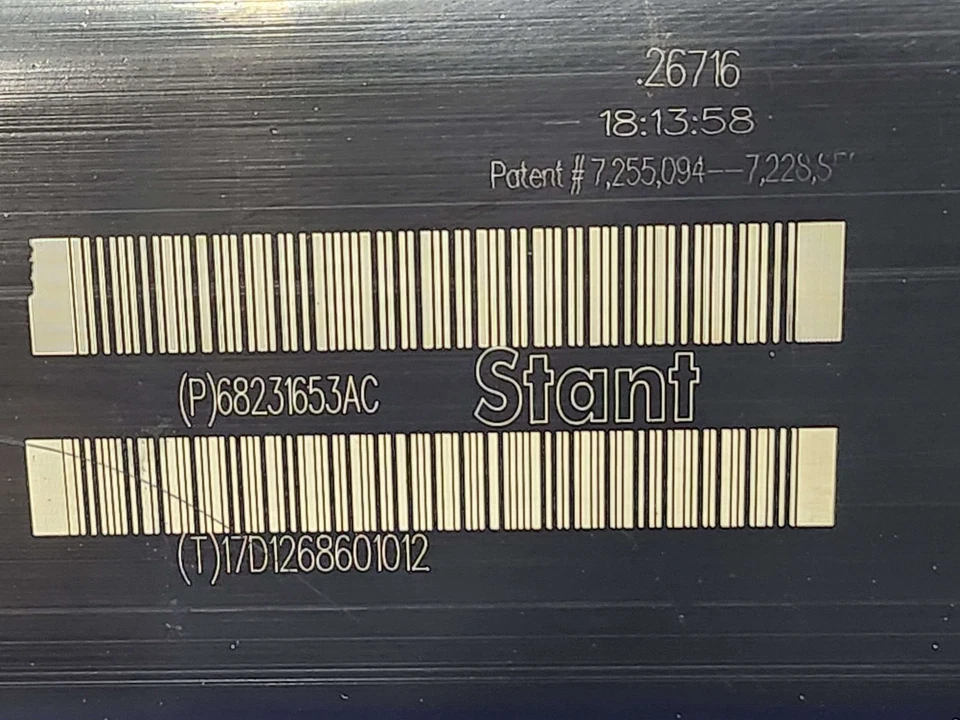 .26716
18:13:58
Patent # 7,255,094--
Stant
(P)68231653AC
(T)17D1268601012